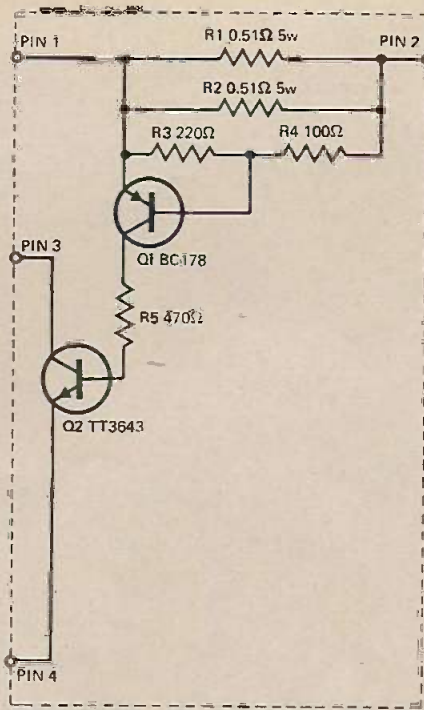 PIN 1
R1 0.51Ω 5w
PIN 2
R2 0.51Ω 5w
R3 220Ω
R4 100Ω
Q1 BC178
PIN 3
R5 470Ω
Q2 TT3643
PIN 4